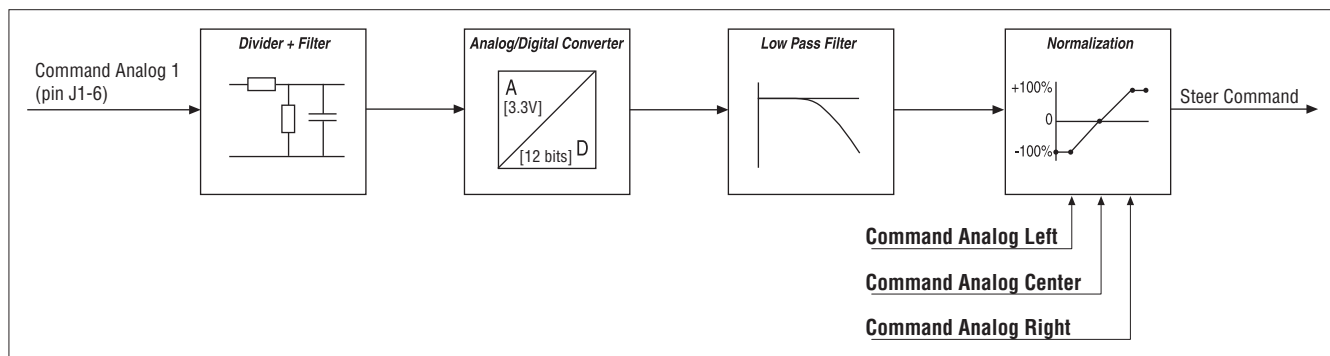 Divider + Filter
Analog/Digital Converter
Low Pass Filter
Normalization
Command Analog 1
(pin J1-6)
A
[3.3V]
[12 bits] D
+100%
0
-100%
Steer Command
Command Analog Left
Command Analog Center
Command Analog Right